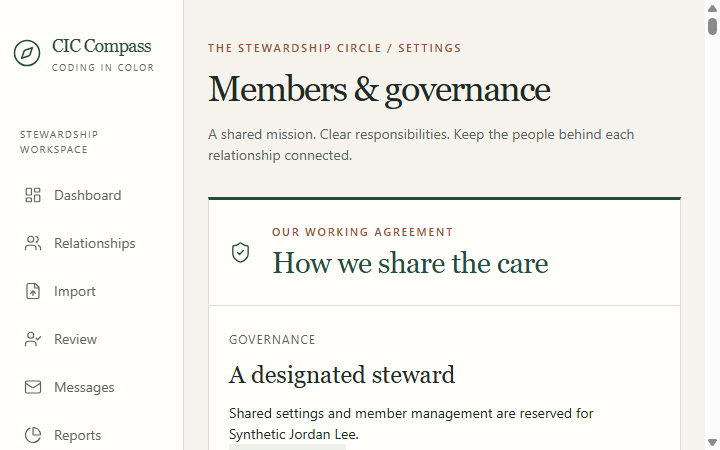 CIC Compass
CODING IN COLOR
STEWARDSHIP
WORKSPACE
Dashboard
Relationships
Import
Review
Messages
Reports
THE STEWARDSHIP CIRCLE / SETTINGS
Members & governance
A shared mission. Clear responsibilities. Keep the people behind each
relationship connected.
OUR WORKING AGREEMENT
How we share the care
GOVERNANCE
A designated steward
Shared settings and member management are reserved for
Synthetic Jordan Lee.